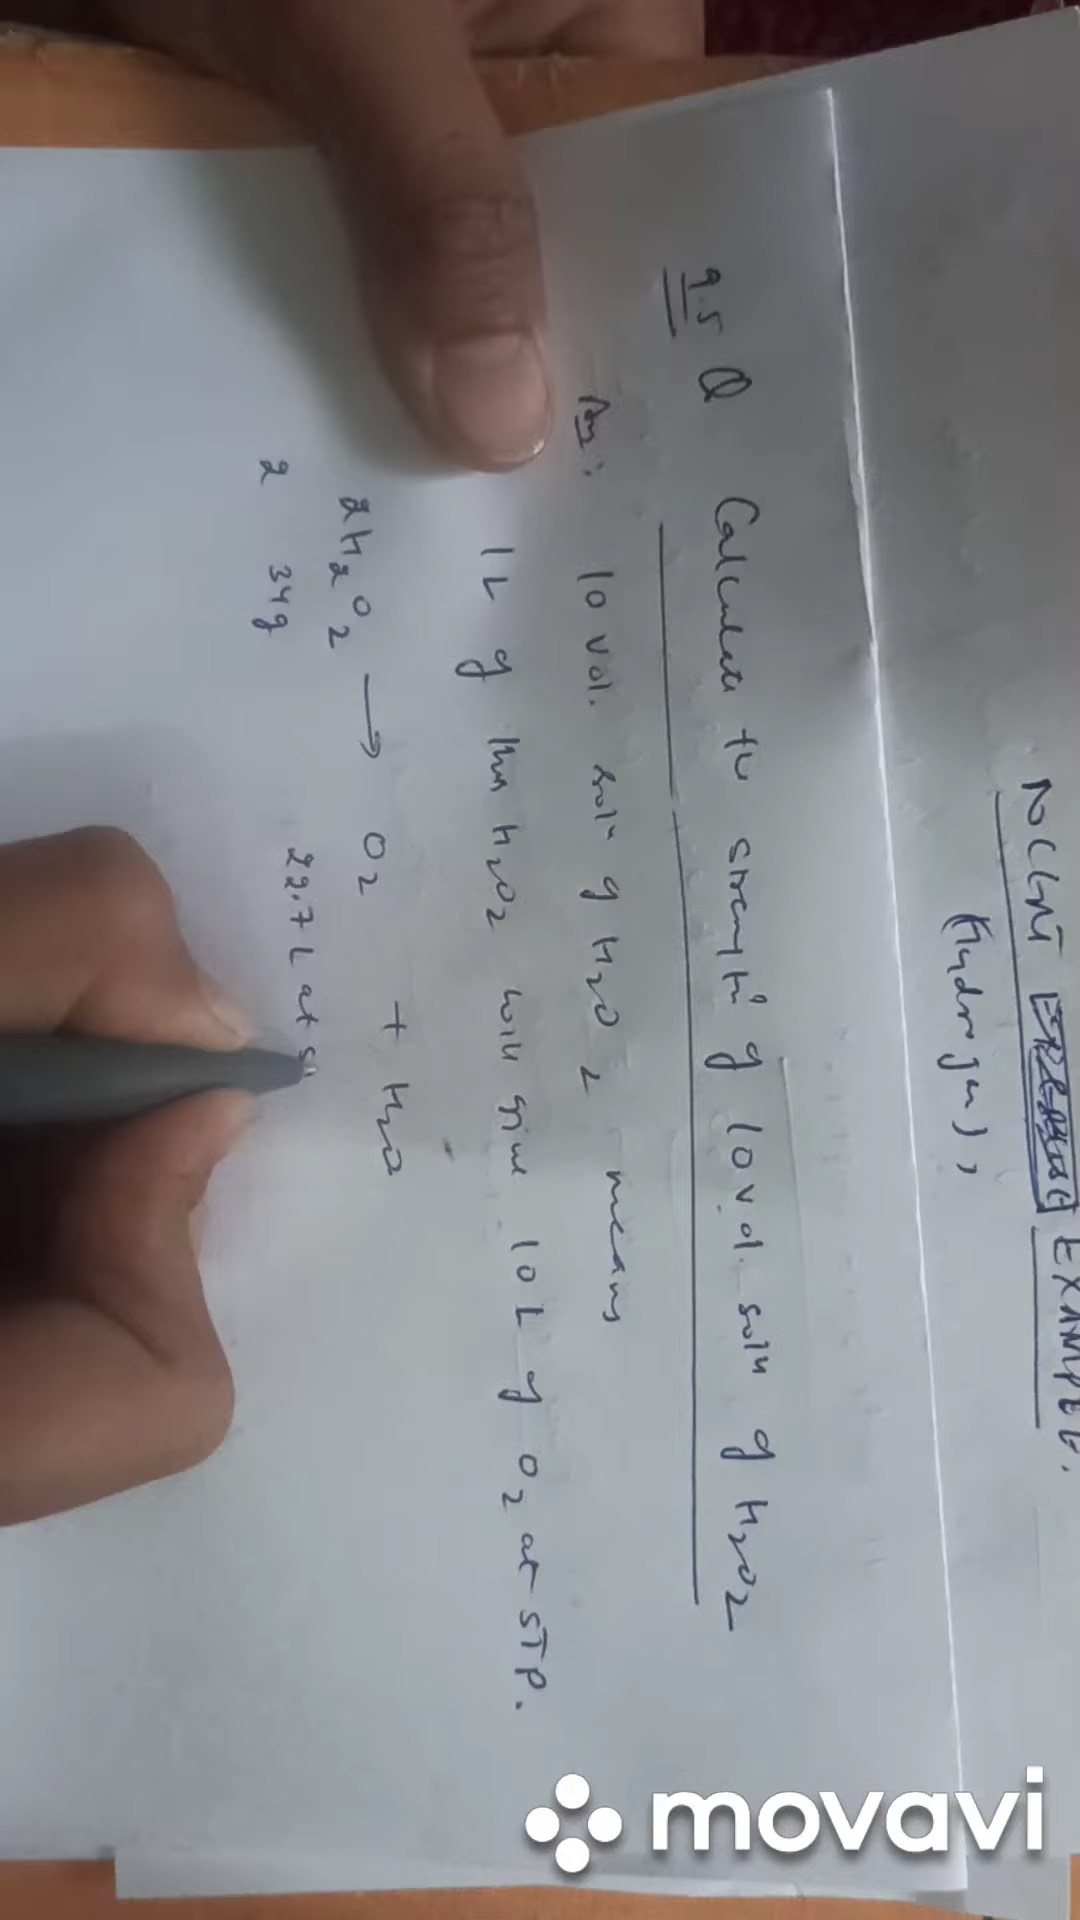 EXAMPLE.
(Hydrogen),
9.5 Q Calculate the strength of 10 vol. soln of H2O2
Ans: 10 vol. soln of H2O2 means
1L of this H2O2 will give 10L of O2 at STP.
2H2O2 → O2 + H2O
2 34g 22.7L at
movavi